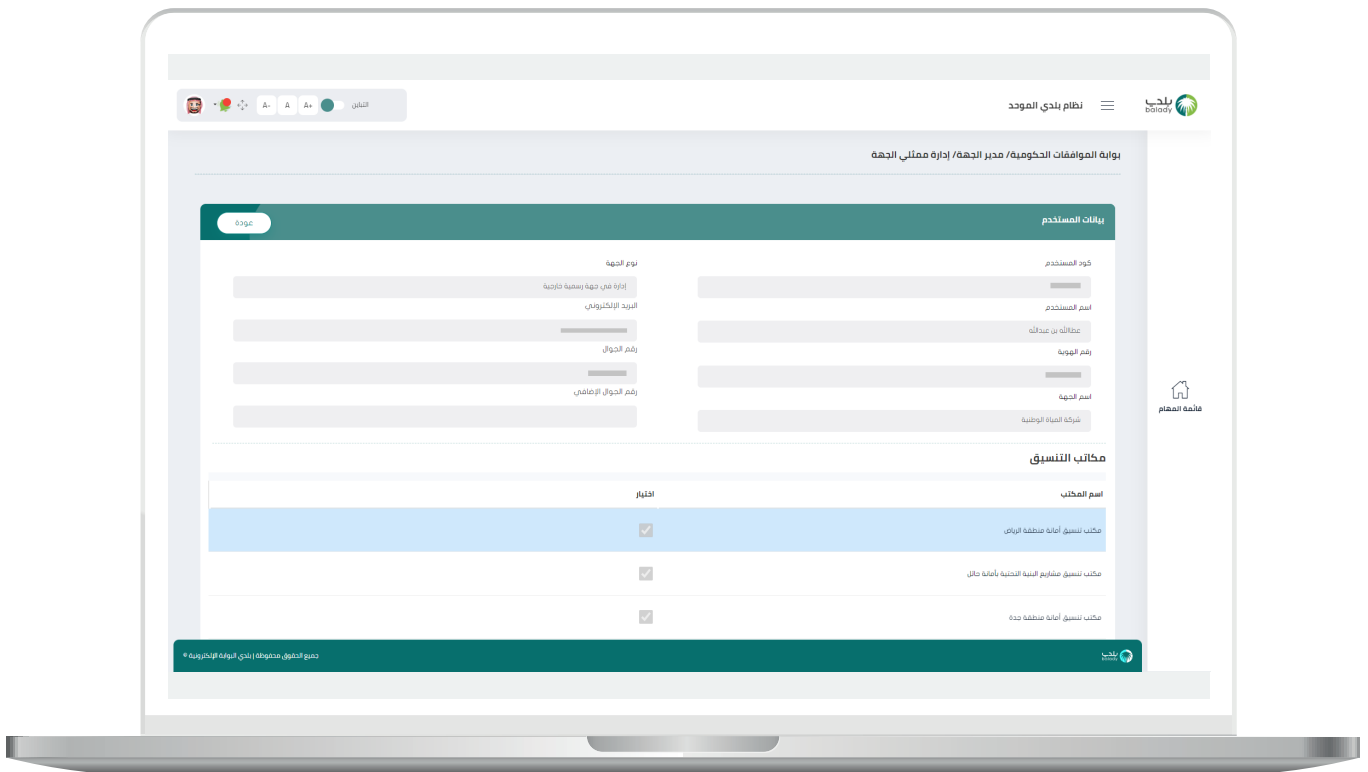 بلدي
balady
نظام بلدي الموحد
التباين
A+
A
A-
بوابة الموافقات الحكومية/ مدير الجهة/ إدارة ممثلي الجهة
قائمة المهام
بيانات المستخدم
عودة
كود المستخدم
نوع الجهة
إدارة في جهة رسمية خارجية
اسم المستخدم
البريد الإلكتروني
عطاالله بن عبدالله
رقم الهوية
رقم الجوال
اسم الجهة
رقم الجوال الإضافي
شركة المياة الوطنية
مكاتب التنسيق
اسم المكتب
اختيار
مكتب تنسيق أمانة منطقة الرياض
مكتب تنسيق مشاريع البنية التحتية بأمانة حائل
مكتب تنسيق أمانة منطقة جدة
بلدي
balady
جميع الحقوق محفوظة | بلدي البوابة الإلكترونية ©